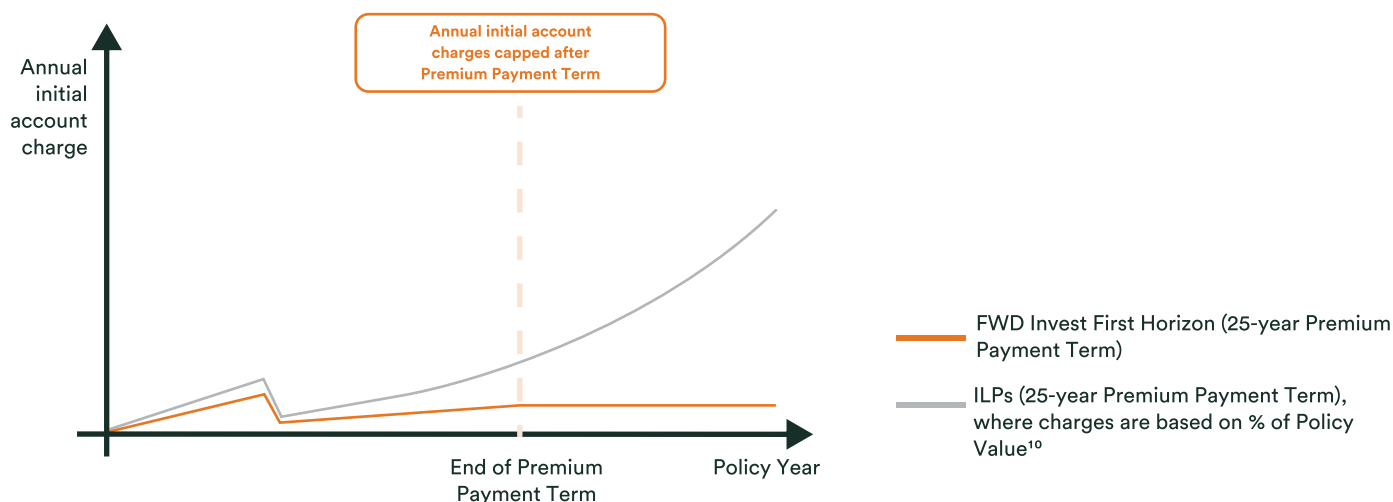 Annual initial account
charges capped after
Premium Payment Term
Annual
initial
account
charge
FWD Invest First Horizon (25-year Premium
Payment Term)
ILPs (25-year Premium Payment Term),
where charges are based on % of Policy
Value¹⁰
End of Premium
Payment Term
Policy Year